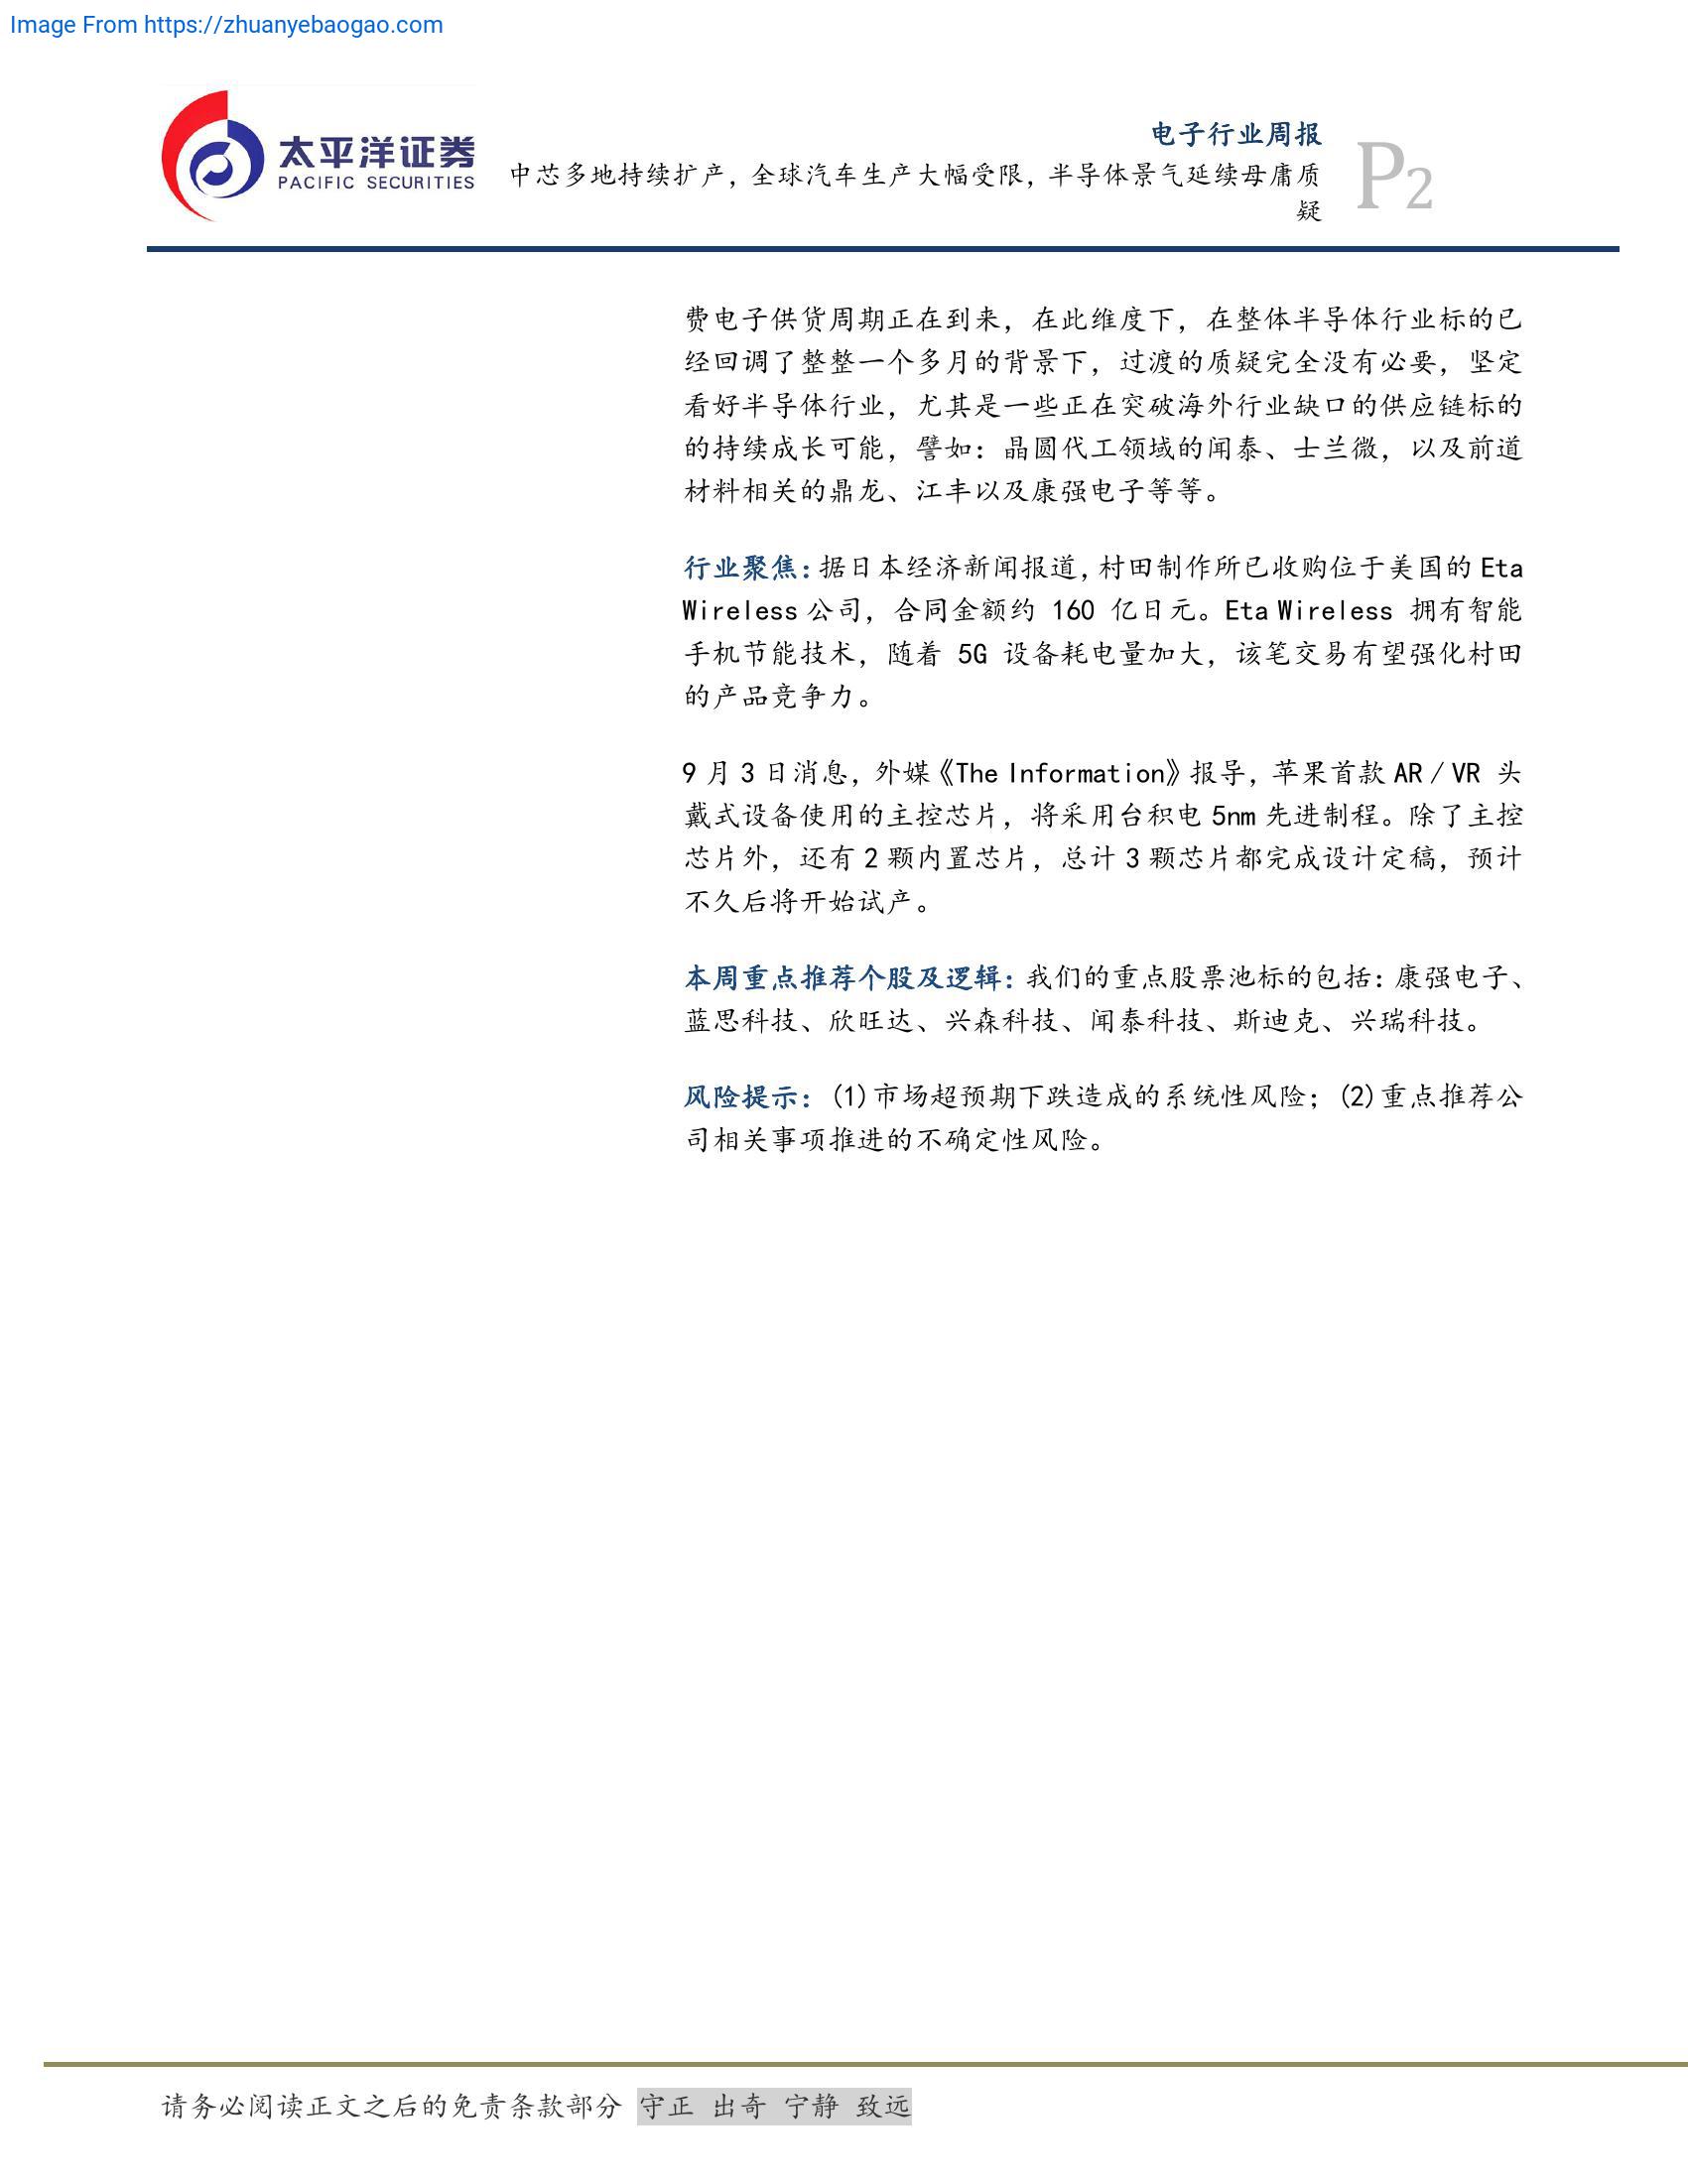 Image From https://zhuanyebaogao.com
太平洋证券
PACIFIC SECURITIES
电子行业周报
中芯多地持续扩产，全球汽车生产大幅受限，半导体景气延续毋庸质
疑
P2
费电子供货周期正在到来，在此维度下，在整体半导体行业标的已
经回调了整整一个多月的背景下，过渡的质疑完全没有必要，坚定
看好半导体行业，尤其是一些正在突破海外行业缺口的供应链标的
的持续成长可能，譬如：晶圆代工领域的闻泰、士兰微，以及前道
材料相关的鼎龙、江丰以及康强电子等等。
行业聚焦：据日本经济新闻报道，村田制作所已收购位于美国的 Eta
Wireless 公司，合同金额约 160 亿日元。Eta Wireless 拥有智能
手机节能技术，随着 5G 设备耗电量加大，该笔交易有望强化村田
的产品竞争力。
9 月 3 日消息，外媒《The Information》报导，苹果首款 AR／VR 头
戴式设备使用的主控芯片，将采用台积电 5nm 先进制程。除了主控
芯片外，还有 2 颗内置芯片，总计 3 颗芯片都完成设计定稿，预计
不久后将开始试产。
本周重点推荐个股及逻辑：我们的重点股票池标的包括：康强电子、
蓝思科技、欣旺达、兴森科技、闻泰科技、斯迪克、兴瑞科技。
风险提示：(1)市场超预期下跌造成的系统性风险；(2)重点推荐公
司相关事项推进的不确定性风险。
请务必阅读正文之后的免责条款部分 守正 出奇 宁静 致远